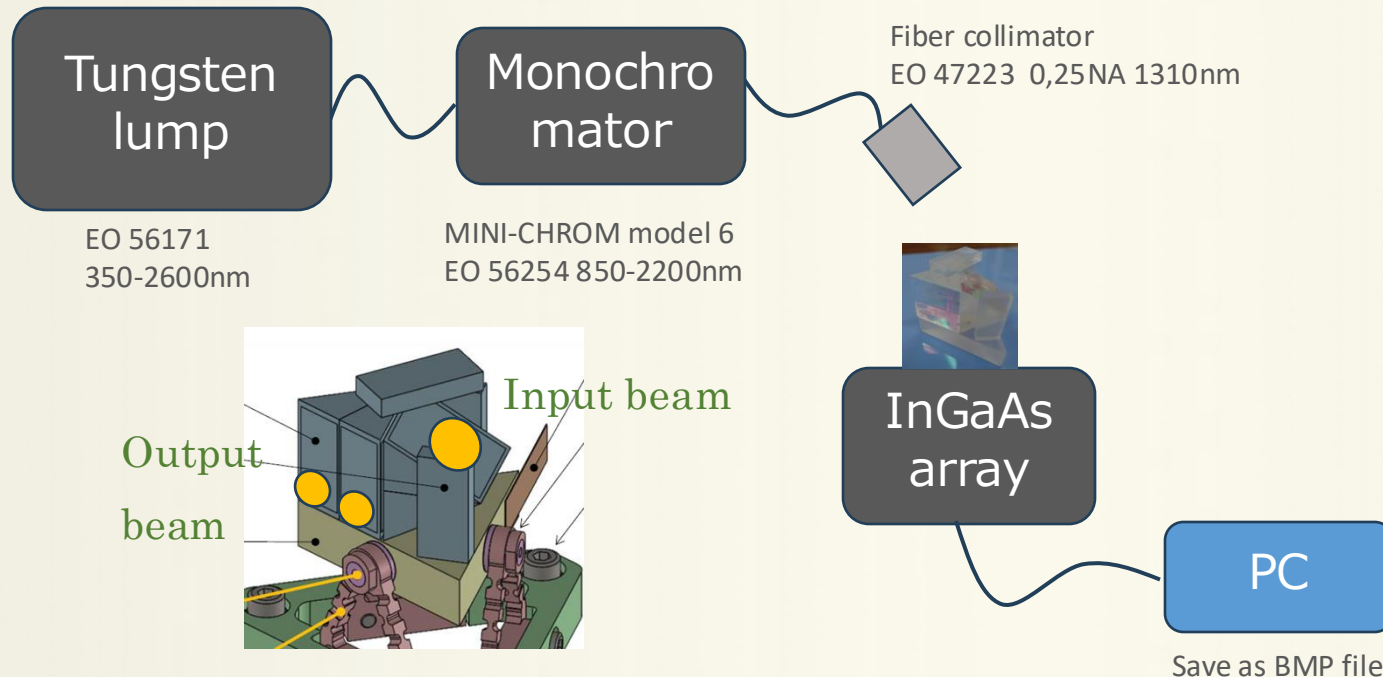 Tungsten
lump
EO 56171
350-2600nm
Monochro
mator
MINI-CHROM model 6
EO 56254 850-2200nm
Fiber collimator
EO 47223  0,25NA 1310nm
Input beam
Output
beam
InGaAs
array
PC
Save as BMP file